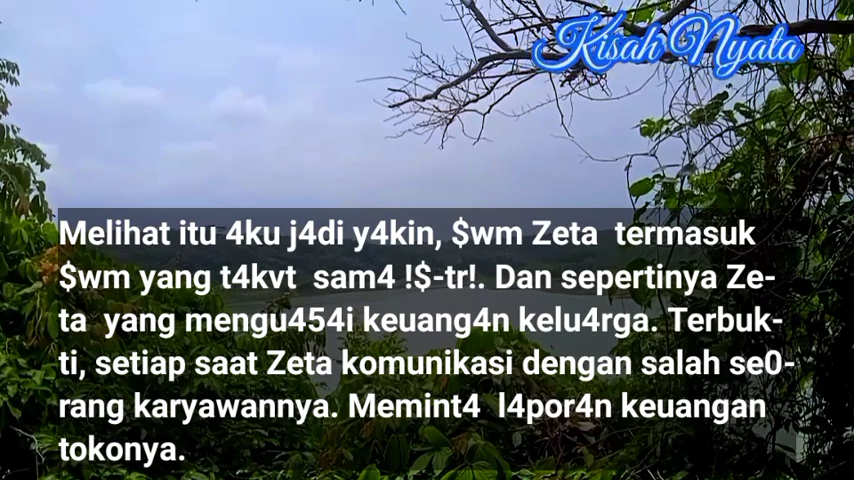 Kisah Nyata
Melihat itu 4ku j4di y4kin, $wm Zeta termasuk
$wm yang t4kvt sam4 !$-tr!. Dan sepertinya Ze-
ta yang mengu454i keuang4n kelu4rga. Terbuk-
ti, setiap saat Zeta komunikasi dengan salah se0-
rang karyawannya. Memint4 l4por4n keuangan
tokonya.